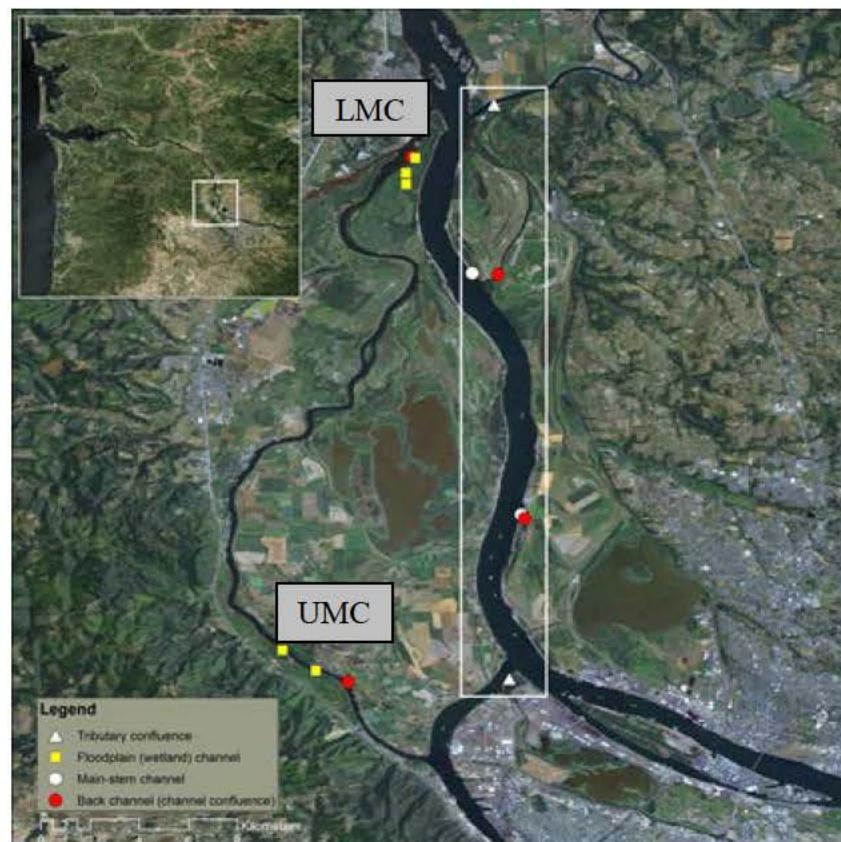 LMC
UMC
Legend
Tributary confluence
Floodplain (wetland) channel
Main-stem channel
Back channel (channel confluence)
Kilometers